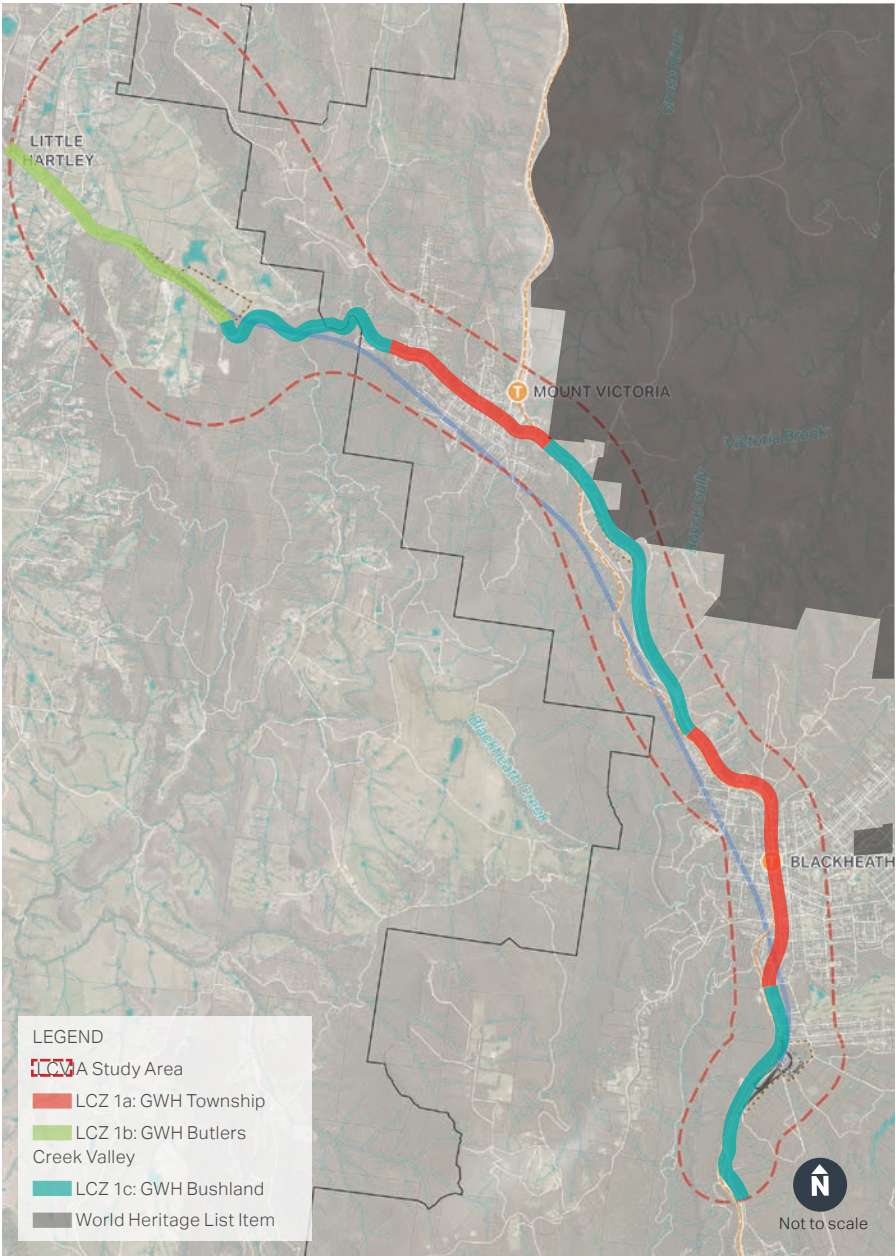 LITTLE
HARTLEY
T
MOUNT VICTORIA
Victoria Brook
Blackheath Creek
T
BLACKHEATH
LEGEND
LCVIA Study Area
LCZ 1a: GWH Township
LCZ 1b: GWH Butlers
Creek Valley
LCZ 1c: GWH Bushland
World Heritage List Item
N
Not to scale